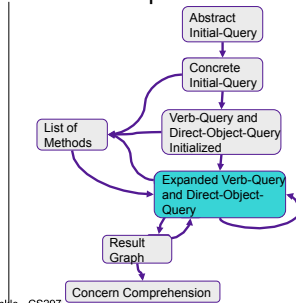 Abstract
Initial-Query
Concrete
Initial-Query
Verb-Query and
Direct-Object-Query
Initialized
List of
Methods
Expanded Verb-Query
and Direct-Object-
Query
Result
Graph
Concern Comprehension